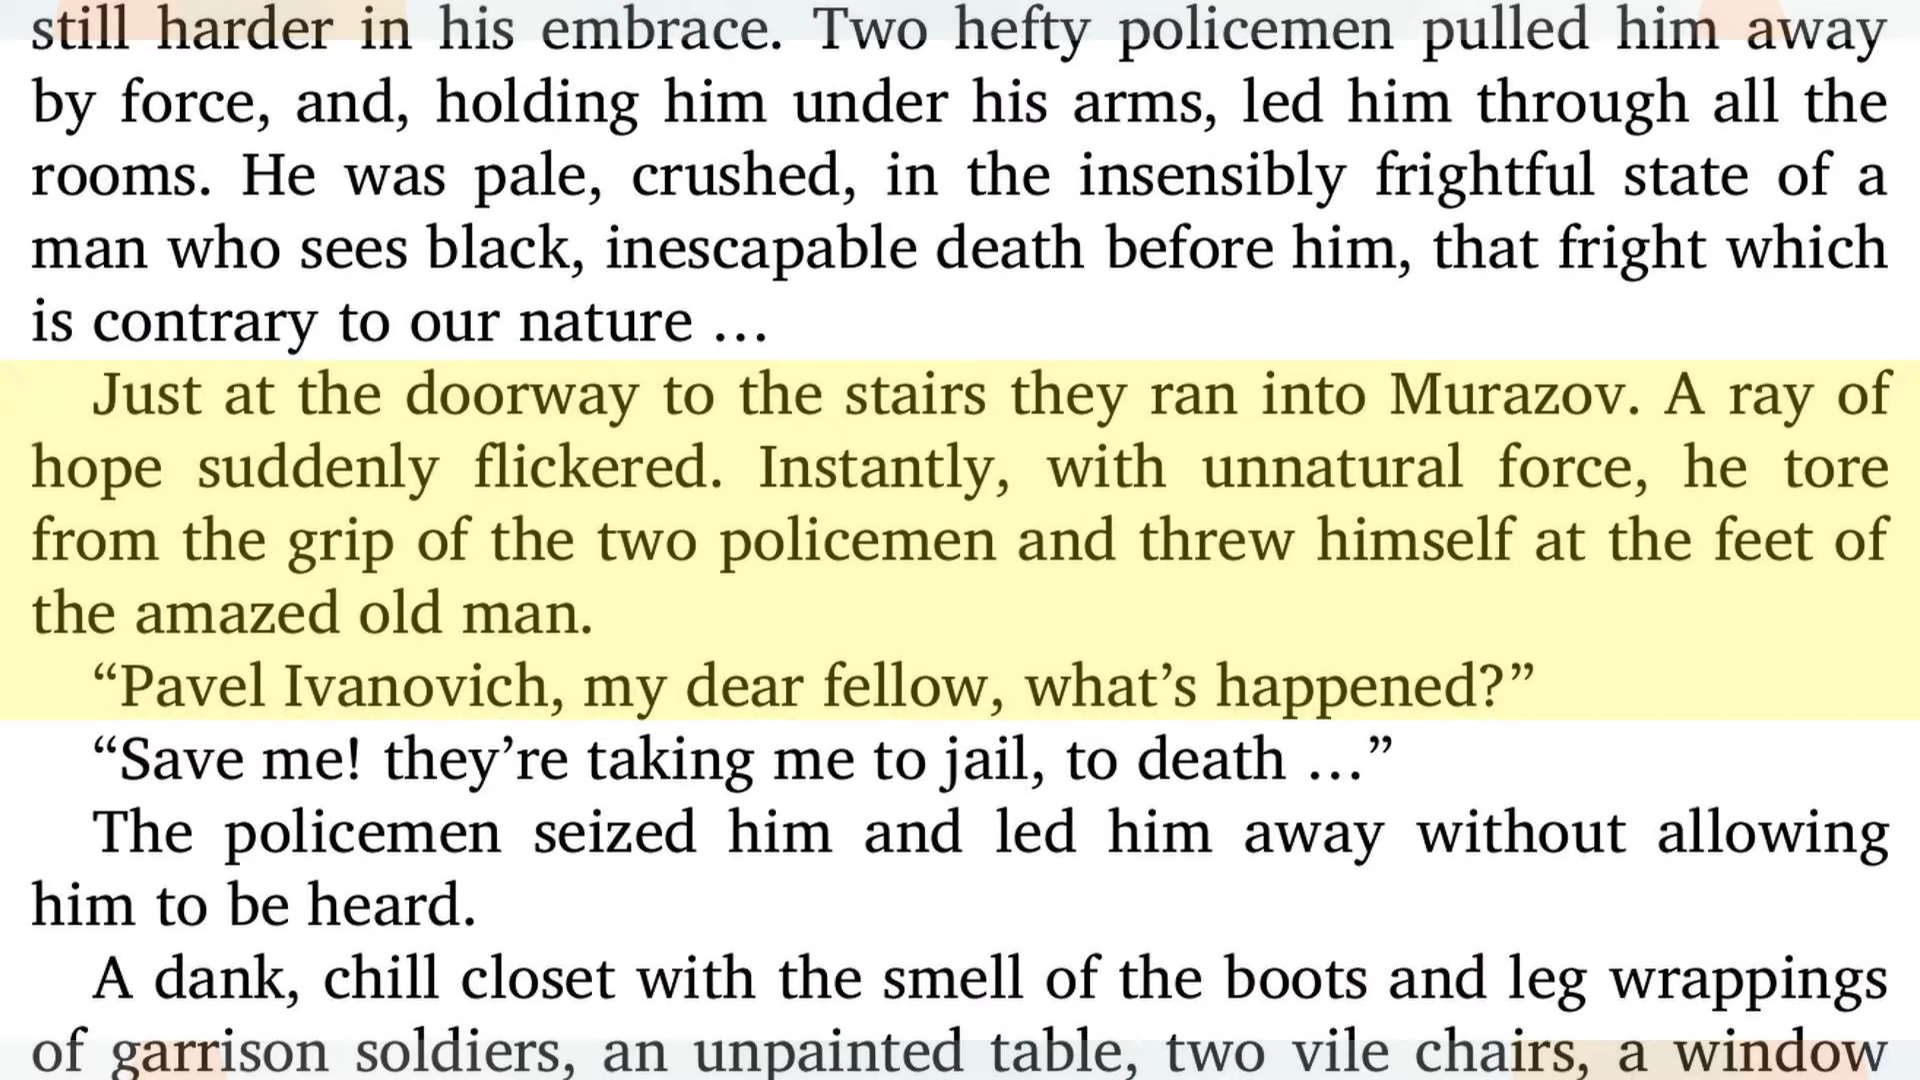 still harder in his embrace. Two hefty policemen pulled him away
by force, and, holding him under his arms, led him through all the
rooms. He was pale, crushed, in the insensibly frightful state of a
man who sees black, inescapable death before him, that fright which
is contrary to our nature …
Just at the doorway to the stairs they ran into Murazov. A ray of
hope suddenly flickered. Instantly, with unnatural force, he tore
from the grip of the two policemen and threw himself at the feet of
the amazed old man.
“Pavel Ivanovich, my dear fellow, what’s happened?”
“Save me! they’re taking me to jail, to death …”
The policemen seized him and led him away without allowing
him to be heard.
A dank, chill closet with the smell of the boots and leg wrappings
of garrison soldiers, an unpainted table, two vile chairs, a window